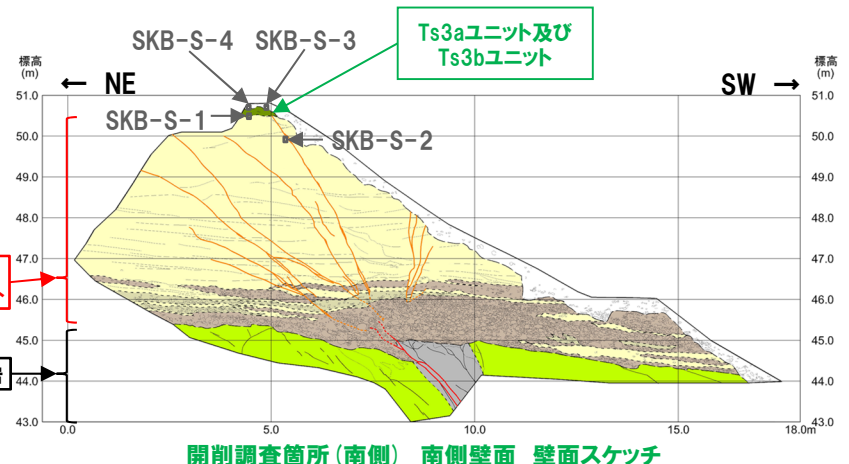 SKB-S-4 SKB-S-3
Ts3aユニット及び
Ts3bユニット
標高
(m)
標高
(m)
← NE
SW →
SKB-S-1
SKB-S-2
51.0
50.0
49.0
48.0
47.0
46.0
45.0
44.0
43.0
51.0
50.0
49.0
48.0
47.0
46.0
45.0
44.0
43.0
0.0 5.0 10.0 15.0 18.0m
開削調査箇所(南側) 南側壁面 壁面スケッチ